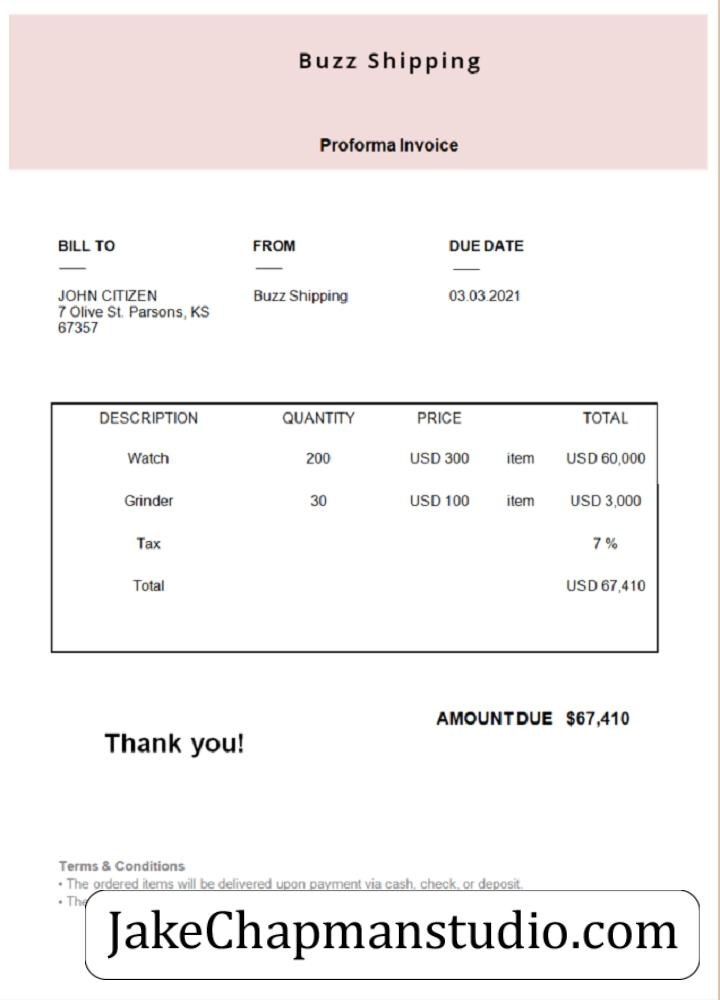 Buzz Shipping
Proforma Invoice
BILL TO FROM DUE DATE
JOHN CITIZEN Buzz Shipping 03.03.2021
7 Olive St. Parsons, KS
67357
DESCRIPTION QUANTITY PRICE TOTAL
Watch 200 USD 300 item USD 60,000
Grinder 30 USD 100 item USD 3,000
Tax 7 %
Total USD 67,410
AMOUNT DUE $67,410
Thank you!
Terms & Conditions
• The ordered items will be delivered upon payment via cash, check, or deposit.
• The
JakeChapmanstudio.com